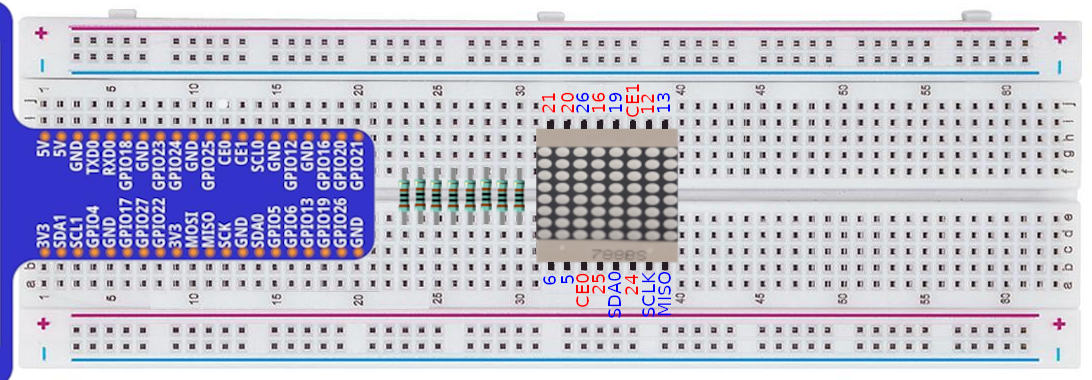 21 20 26 16 19 CE1 12 13
+ +
− −
1 5 10 15 20 25 30 40 45 50 55 60
j j
i i
h h
g g
f f
5V 5V GND TXD0 RXD0 GPIO18 GND GPIO23 GPIO24 GND GPIO25 CE0 CE1 SCL0 GND GPIO12 GND GPIO16 GPIO20 GPIO21
3V3 SDA1 SCL1 GPIO4 GND GPIO17 GPIO27 GPIO22 3V3 MOSI MISO SCK GND SDA0 GPIO5 GPIO6 GPIO13 GPIO19 GPIO26 GND
788BS
e
d
c
b b
a a
1 5 10 15 20 25 30 40 45 50 55 60
6 5 CE0 25 SDA0 24 SCLK MISO
+ +
− −